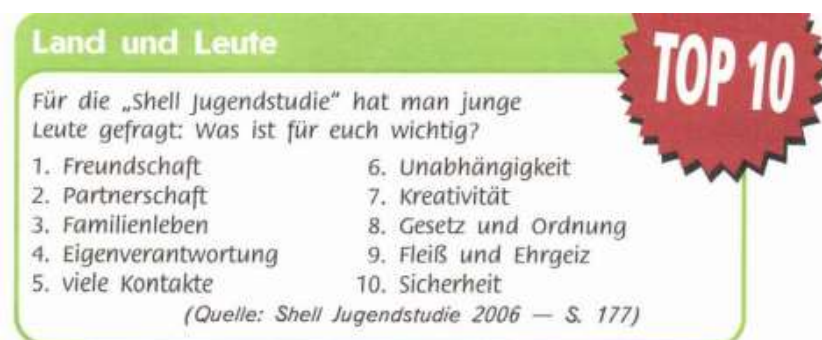 Land und Leute
TOP 10
Für die „Shell Jugendstudie" hat man junge
Leute gefragt: Was ist für euch wichtig?
1. Freundschaft
2. Partnerschaft
3. Familienleben
4. Eigenverantwortung
5. viele Kontakte
6. Unabhängigkeit
7. Kreativität
8. Gesetz und Ordnung
9. Fleiß und Ehrgeiz
10. Sicherheit
(Quelle: Shell Jugendstudie 2006 — S. 177)